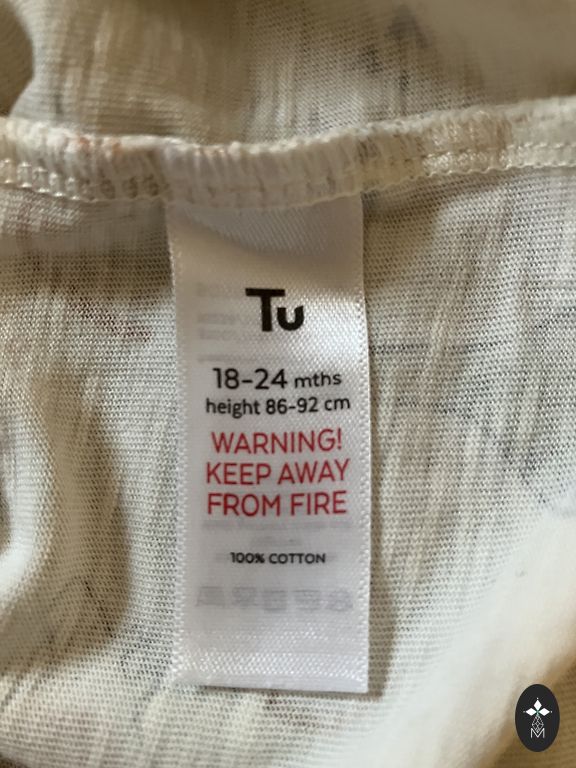 Tu
18-24 mths
height 86-92 cm
WARNING!
KEEP AWAY
FROM FIRE
100% COTTON
M